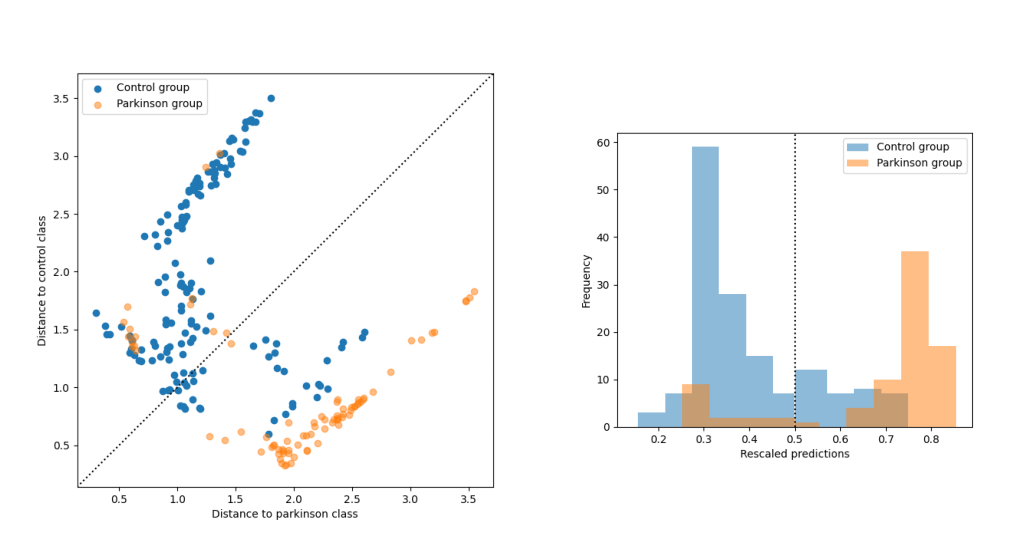 Control group
Parkinson group
3.5
3.0
2.5
2.0
1.5
1.0
0.5
Distance to control class
0.5 1.0 1.5 2.0 2.5 3.0 3.5
Distance to parkinson class
Control group
Parkinson group
60
50
40
30
20
10
0
Frequency
0.2 0.3 0.4 0.5 0.6 0.7 0.8
Rescaled predictions